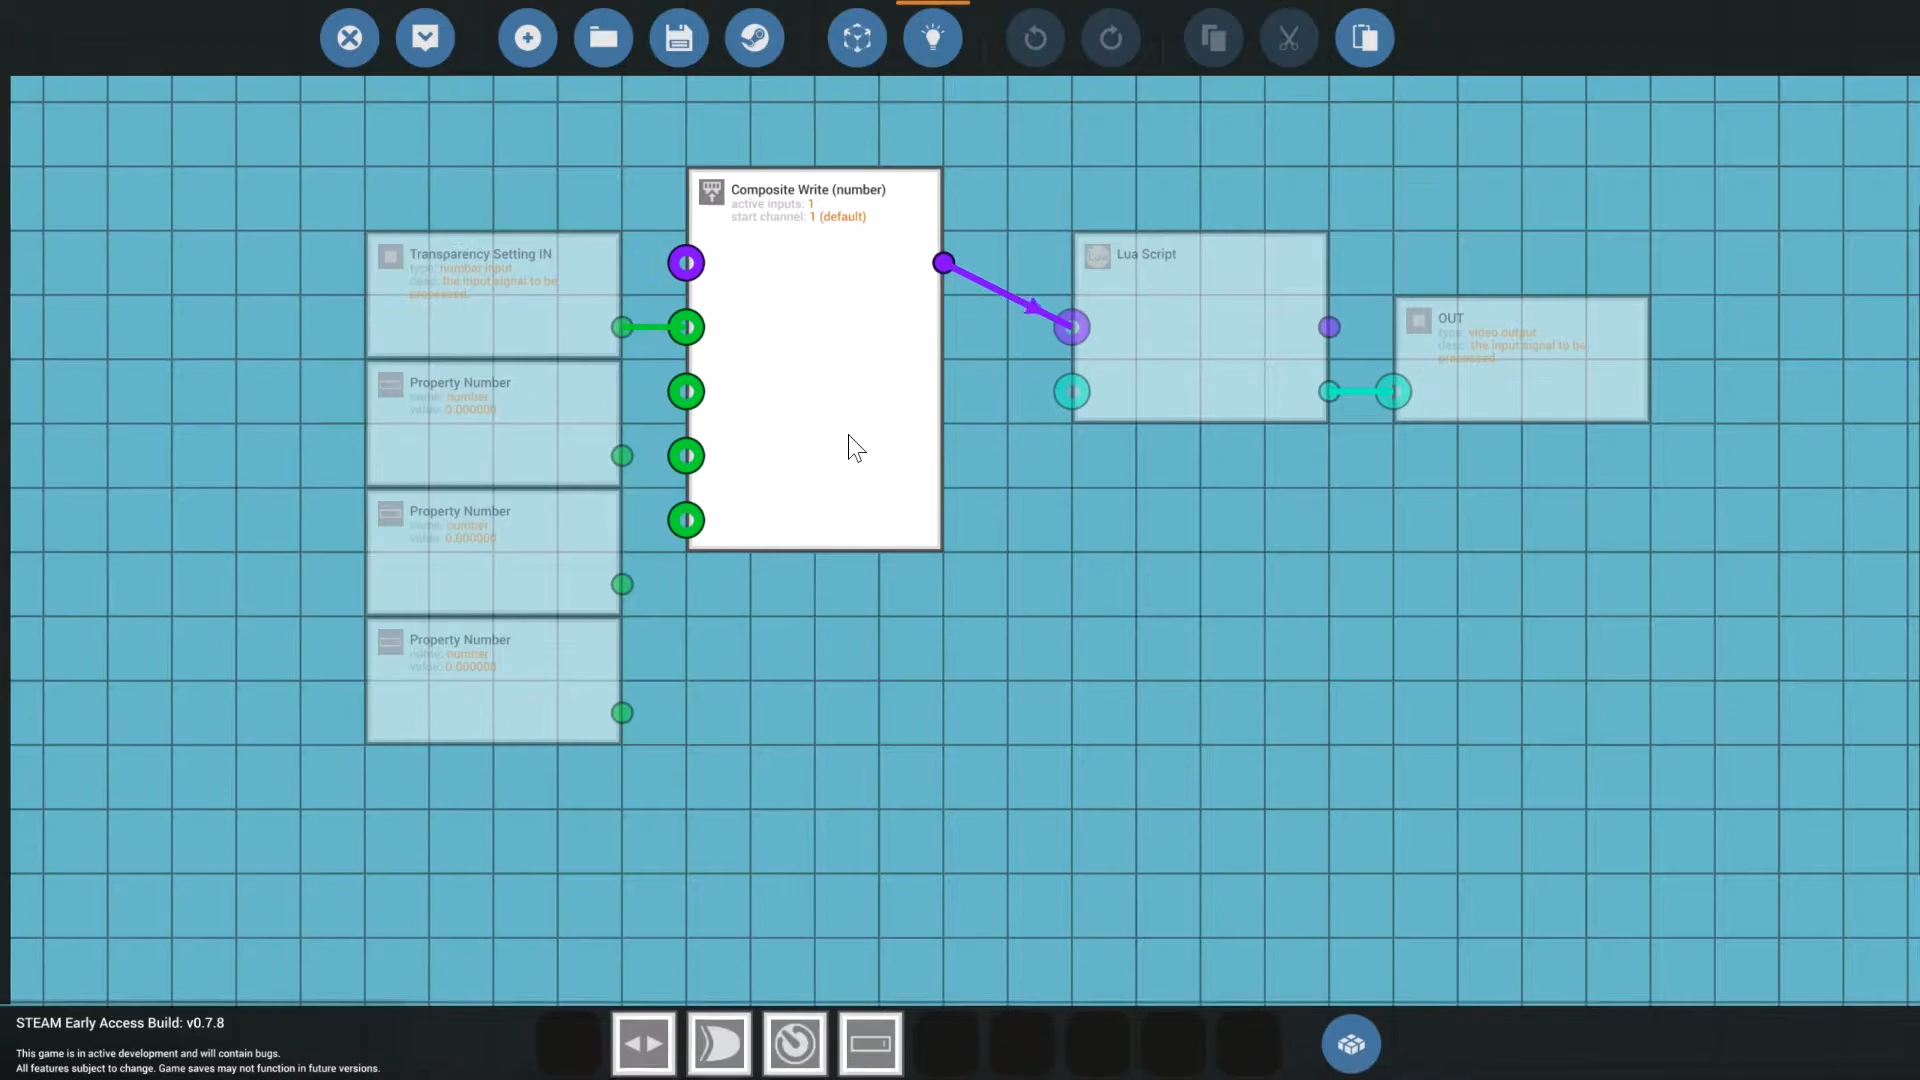 Composite Write (number)
active inputs: 1
start channel: 1 (default)
Transparency Setting IN
type: number input
desc: the input signal to be
processed.
Property Number
name: number
value: 0.000000
Property Number
name: number
value: 0.000000
Property Number
name: number
value: 0.000000
Lua
Lua Script
OUT
type: video output
desc: the input signal to be
processed.
STEAM Early Access Build: v0.7.8
This game is in active development and will contain bugs.
All features subject to change. Game saves may not function in future versions.